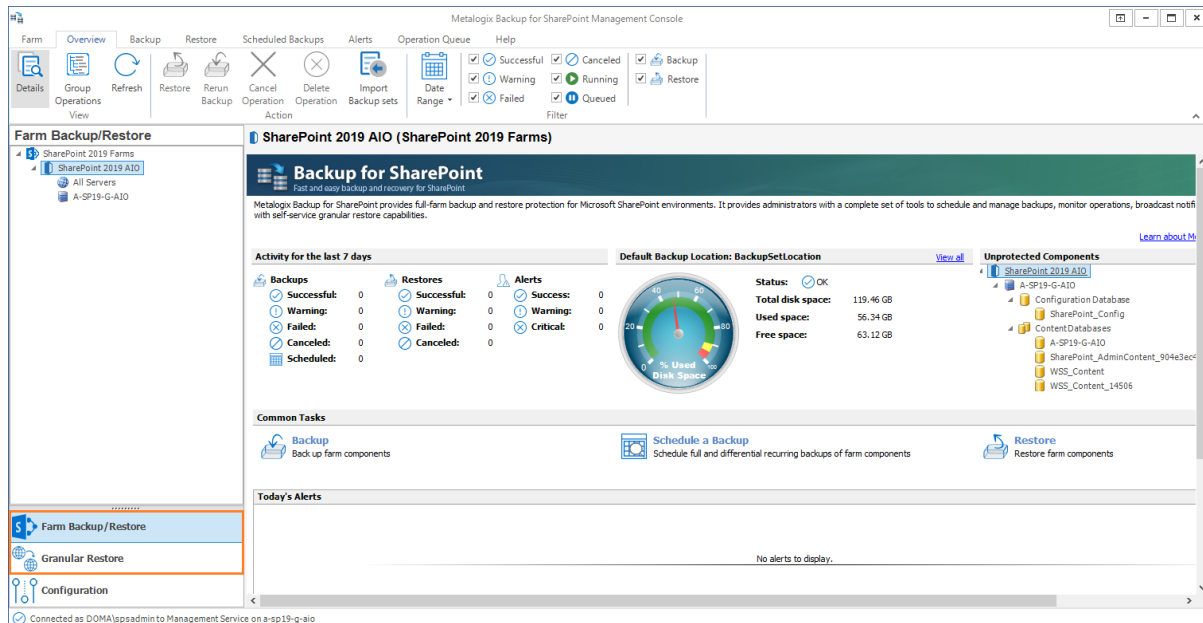 Metalogix Backup for SharePoint Management Console
Farm Overview Backup Restore Scheduled Backups Alerts Operation Queue Help
Details Group Operations Refresh Restore Rerun Backup Cancel Operation Delete Operation Import Backup sets Date Range
Successful Canceled Backup
Warning Running Restore
Failed Queued
View Action Filter
Farm Backup/Restore
SharePoint 2019 Farms
SharePoint 2019 AIO
All Servers
A-SP19-G-AIO
Farm Backup/Restore
Granular Restore
Configuration
SharePoint 2019 AIO (SharePoint 2019 Farms)
Backup for SharePoint
Fast and easy backup and recovery for SharePoint
Metalogix Backup for SharePoint provides full-farm backup and restore protection for Microsoft SharePoint environments. It provides administrators with a complete set of tools to schedule and manage backups, monitor operations, broadcast notifi
with self-service granular restore capabilities.
Learn about M
Activity for the last 7 days
Backups
Successful: 0
Warning: 0
Failed: 0
Canceled: 0
Scheduled: 0
Restores
Successful: 0
Warning: 0
Failed: 0
Canceled: 0
Alerts
Success: 0
Warning: 0
Critical: 0
Default Backup Location: BackupSetLocation View all
0 20 40 60 80 100
% Used
Disk Space
Status: OK
Total disk space: 119.46 GB
Used space: 56.34 GB
Free space: 63.12 GB
Unprotected Components
SharePoint 2019 AIO
A-SP19-G-AIO
Configuration Database
SharePoint_Config
Content Databases
A-SP19-G-AIO
SharePoint_AdminContent_904e3ec4
WSS_Content
WSS_Content_14506
Common Tasks
Backup
Back up farm components
Schedule a Backup
Schedule full and differential recurring backups of farm components
Restore
Restore farm components
Today's Alerts
No alerts to display.
Connected as DOMA\spsadmin to Management Service on a-sp19-g-aio